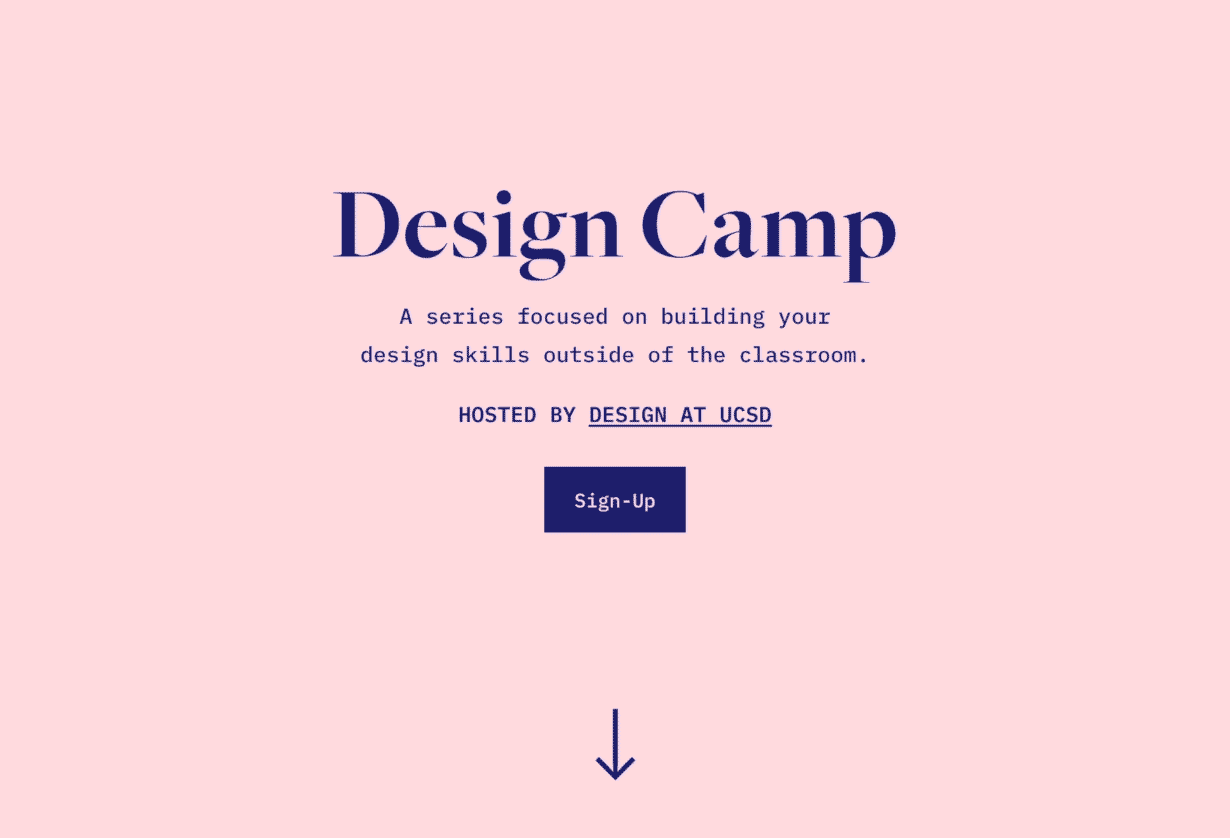 Design Camp
A series focused on building your
design skills outside of the classroom.
HOSTED BY DESIGN AT UCSD
Sign-Up